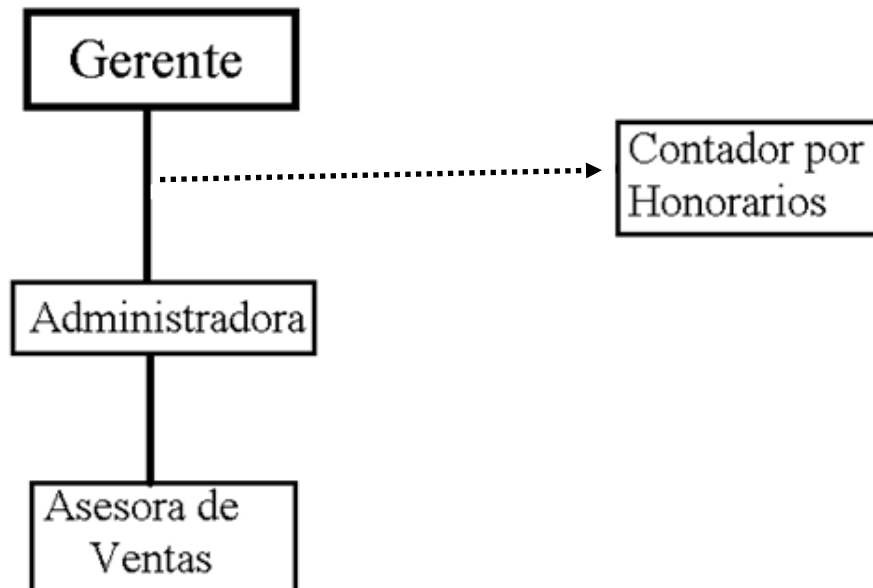 Gerente
Contador por
Honorarios
Administradora
Asesora de
Ventas